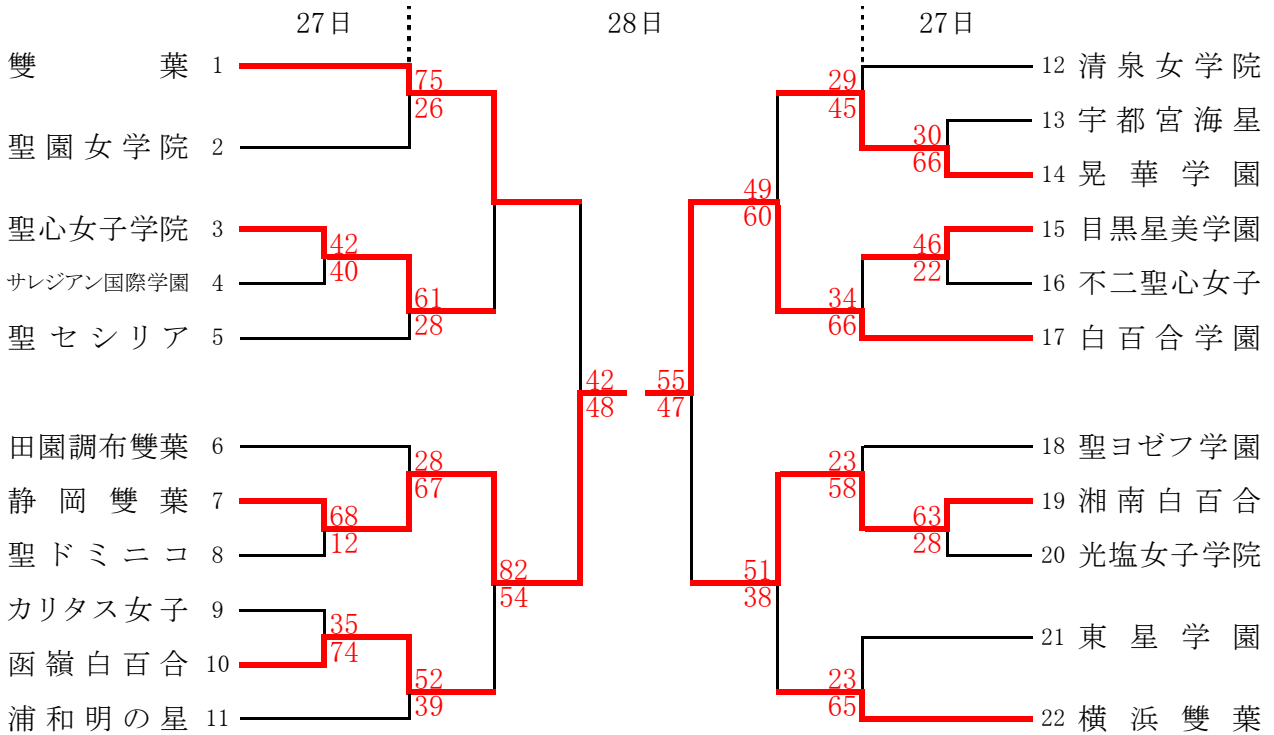 27日 28日 27日
雙葉 1
聖園女学院 2
聖心女子学院 3
サレジアン国際学園 4
聖セシリア 5
田園調布雙葉 6
静岡雙葉 7
聖ドミニコ 8
カリタス女子 9
函嶺白百合 10
浦和明の星 11
75
26
42
40
61
28
28
67
68
12
35
74
52
39
82
54
42
48
55
47
49
60
51
38
29
45
30
66
46
22
34
66
23
58
63
28
23
65
12 清泉女学院
13 宇都宮海星
14 晃華学園
15 目黒星美学園
16 不二聖心女子
17 白百合学園
18 聖ヨゼフ学園
19 湘南白百合
20 光塩女子学院
21 東星学園
22 横浜雙葉